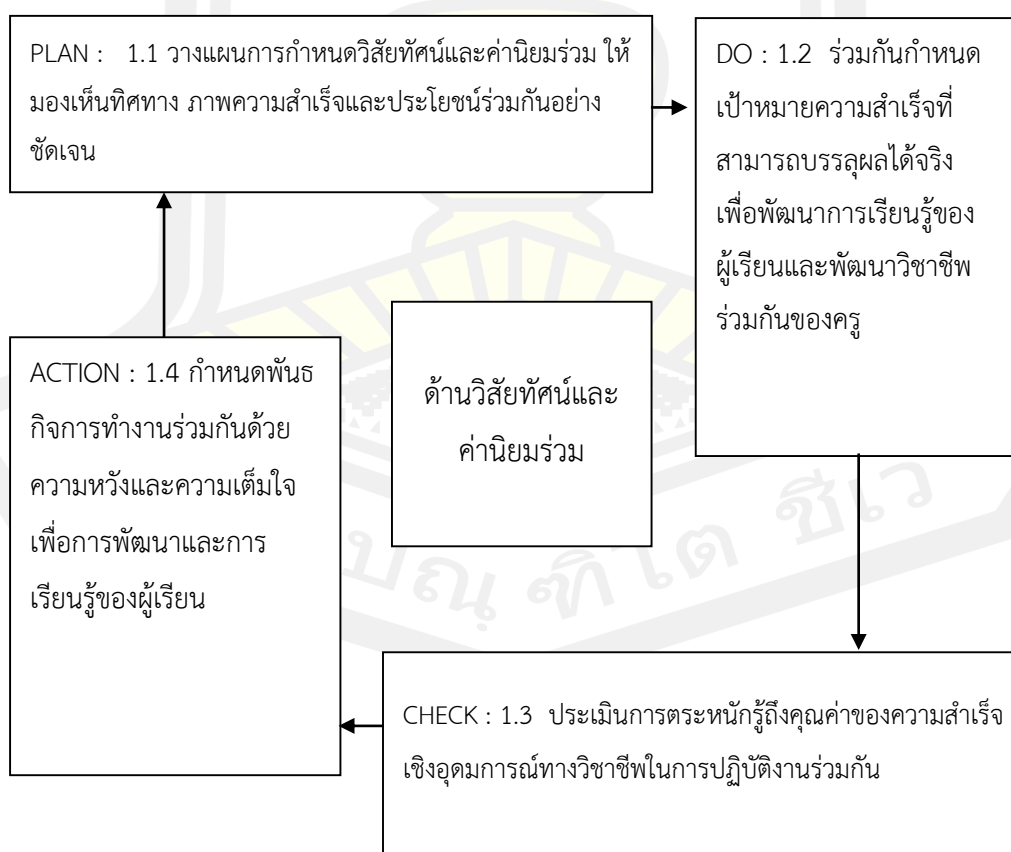 PLAN : 1.1 วางแผนการกำหนดวิสัยทัศน์และค่านิยมร่วม ให้
มองเห็นทิศทาง ภาพความสำเร็จและประโยชน์ร่วมกันอย่าง
ชัดเจน
DO : 1.2 ร่วมกันกำหนด
เป้าหมายความสำเร็จที่
สามารถบรรลุผลได้จริง
เพื่อพัฒนาการเรียนรู้ของ
ผู้เรียนและพัฒนาวิชาชีพ
ร่วมกันของครู
ด้านวิสัยทัศน์และ
ค่านิยมร่วม
ACTION : 1.4 กำหนดพันธ
กิจการทำงานร่วมกันด้วย
ความหวังและความเต็มใจ
เพื่อการพัฒนาและการ
เรียนรู้ของผู้เรียน
CHECK : 1.3 ประเมินการตระหนักรู้ถึงคุณค่าของความสำเร็จ
เชิงอุดมการณ์ทางวิชาชีพในการปฏิบัติงานร่วมกัน
ปณฺฑิโต ชีเว